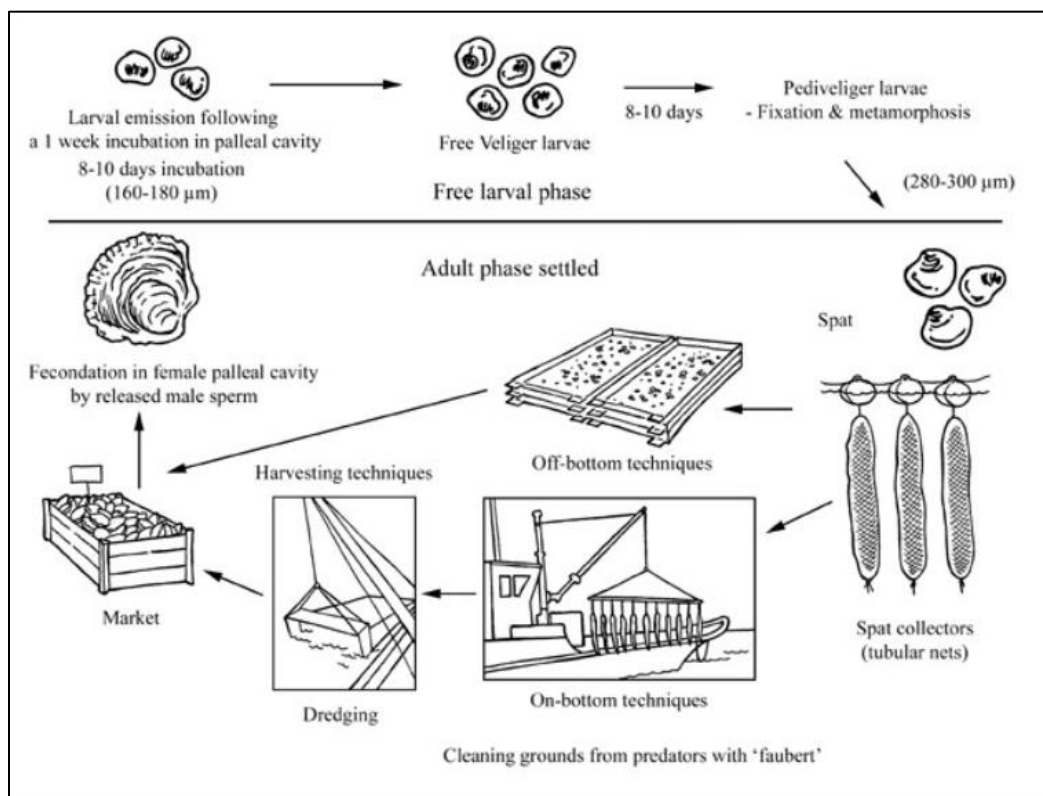 Larval emission following
a 1 week incubation in palleal cavity
8-10 days incubation
(160-180 µm)
Free Veliger larvae
8-10 days
Pediveliger larvae
- Fixation & metamorphosis
(280-300 µm)
Free larval phase
Adult phase settled
Spat
Fecondation in female palleal cavity
by released male sperm
Off-bottom techniques
Harvesting techniques
Market
Dredging
On-bottom techniques
Spat collectors
(tubular nets)
Cleaning grounds from predators with ‘faubert’